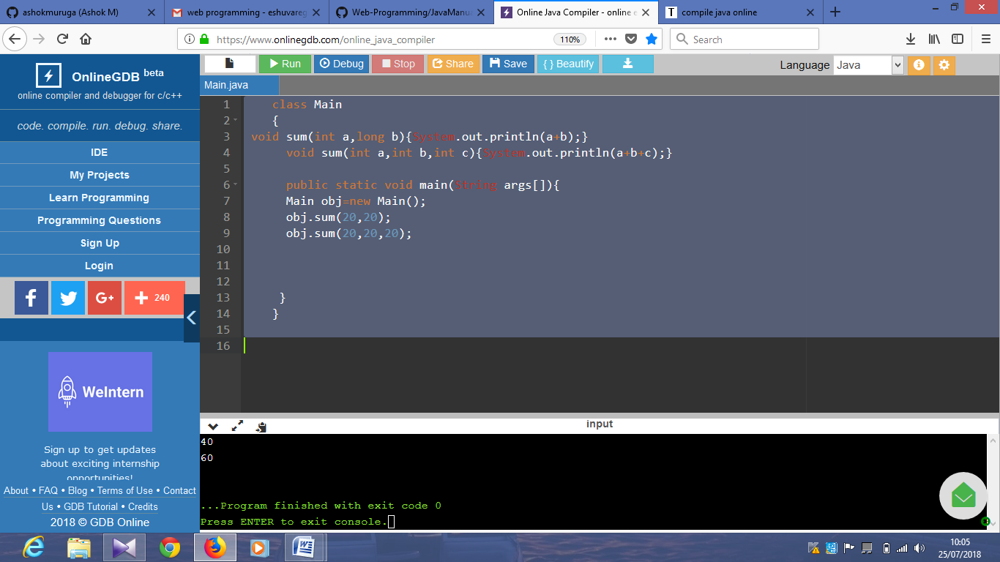 ashokmuruga (Ashok M)
web programming - eshuvareg
Web-Programming/JavaManua
Online Java Compiler - online e
compile java online
https://www.onlinegdb.com/online_java_compiler
110%
Search
OnlineGDB beta
online compiler and debugger for c/c++
code. compile. run. debug. share.
IDE
My Projects
Learn Programming
Programming Questions
Sign Up
Login
f
G+
240
WeIntern
Sign up to get updates
about exciting internship
opportunities!
About • FAQ • Blog • Terms of Use • Contact
Us • GDB Tutorial • Credits
2018 © GDB Online
Run
Debug
Stop
Share
Save
{ } Beautify
Language Java
Main.java
1 class Main
2 {
3 void sum(int a,long b){System.out.println(a+b);}
4 void sum(int a,int b,int c){System.out.println(a+b+c);}
5
6 public static void main(String args[]){
7 Main obj=new Main();
8 obj.sum(20,20);
9 obj.sum(20,20,20);
10
11
12
13 }
14 }
15
16
input
40
60
...Program finished with exit code 0
Press ENTER to exit console.
10:05
25/07/2018